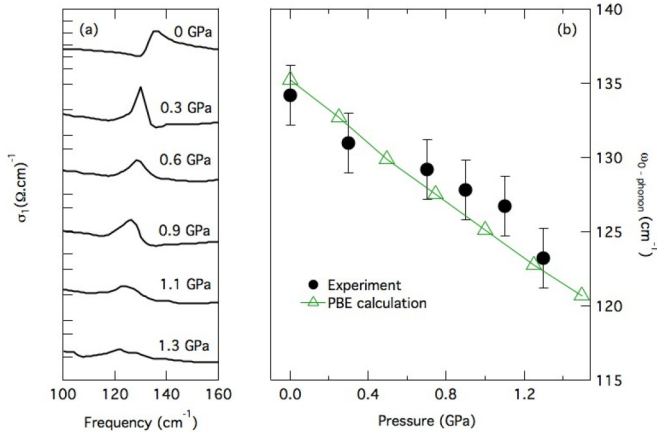 (a)
0 GPa
0.3 GPa
0.6 GPa
0.9 GPa
1.1 GPa
1.3 GPa
σ₁(Ω.cm)⁻¹
100 120 140 160
Frequency (cm⁻¹)
(b)
140
135
130
125
120
115
ω₀ - phonon (cm⁻¹)
Experiment
PBE calculation
0.0 0.4 0.8 1.2
Pressure (GPa)